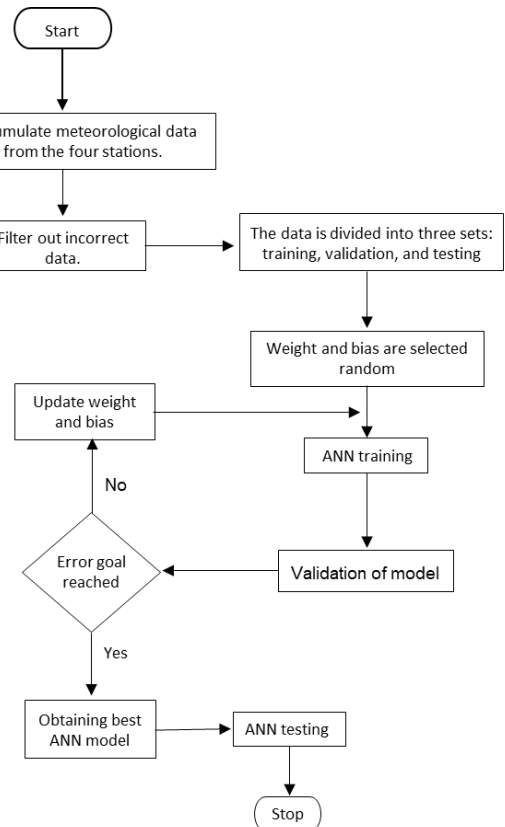 Start
umulate meteorological data
from the four stations.
Filter out incorrect
data.
The data is divided into three sets:
training, validation, and testing
Weight and bias are selected
random
Update weight
and bias
ANN training
No
Error goal
reached
Validation of model
Yes
Obtaining best
ANN model
ANN testing
Stop